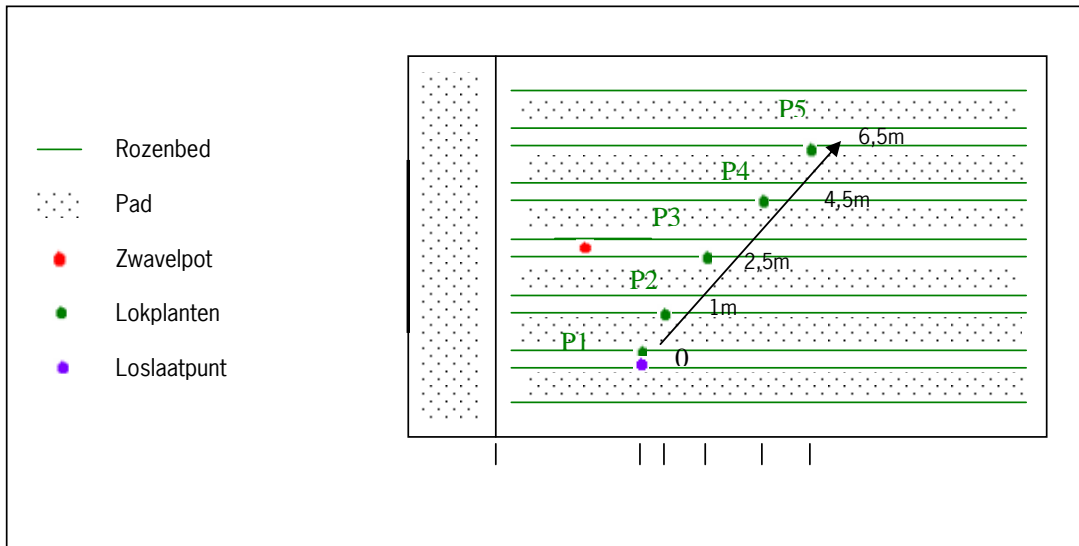 Rozenbed
Pad
Zwavelpot
Lokplanten
Loslaatpunt
P5
6,5m
P4
4,5m
P3
2,5m
P2
1m
P1
0